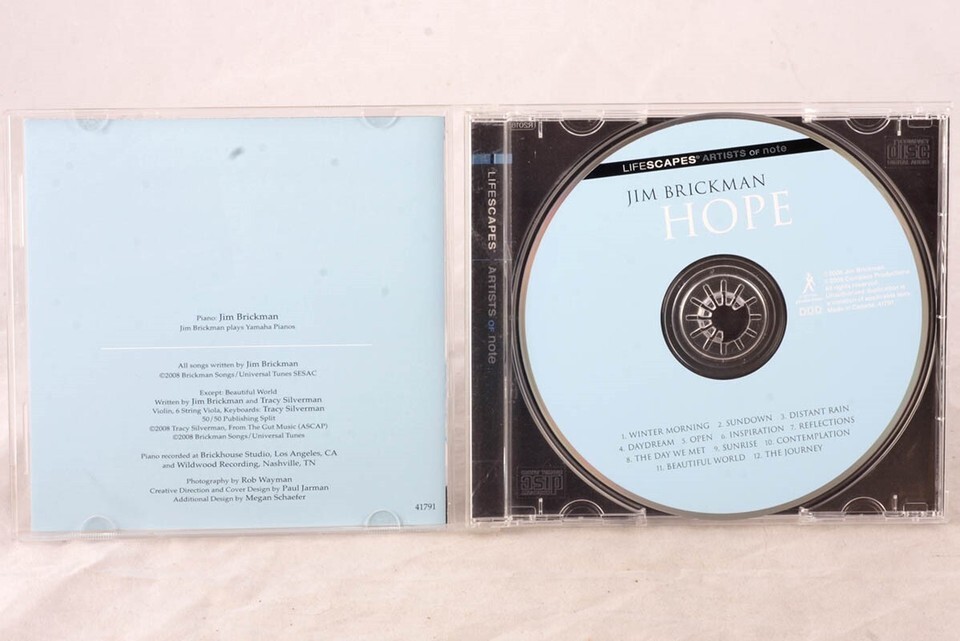 Piano: Jim Brickman
Jim Brickman plays Yamaha Pianos
All songs written by Jim Brickman
©2008 Brickman Songs/Universal Tunes SESAC
Except: Beautiful World
Written by Jim Brickman and Tracy Silverman
Violin, 6 String Viola, Keyboards: Tracy Silverman
50/50 Publishing Split
©2008 Tracy Silverman, From The Gut Music (ASCAP)
©2008 Brickman Songs/Universal Tunes
Piano recorded at Brickhouse Studio, Los Angeles, CA
and Wildwood Recording, Nashville, TN
Photography by Rob Wayman
Creative Direction and Cover Design by Paul Jarman
Additional Design by Megan Schaefer
41791
LIFESCAPES® ARTISTS OF note
LIFESCAPES® ARTISTS OF note
JIM BRICKMAN
HOPE
All rights reserved.
DDD
1. WINTER MORNING 2. SUNDOWN 3. DISTANT RAIN
4. DAYDREAM 5. OPEN 6. INSPIRATION 7. REFLECTIONS
8. THE DAY WE MET 9. SUNRISE 10. CONTEMPLATION
11. BEAUTIFUL WORLD 12. THE JOURNEY
disc
disc